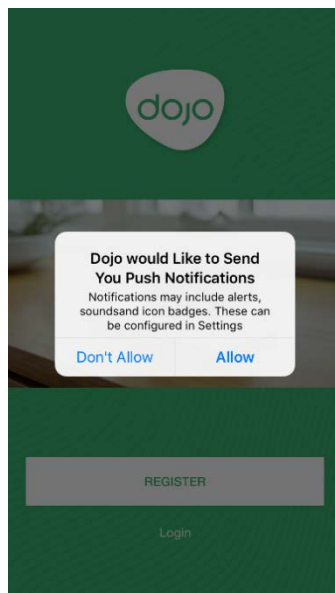 dojo
Dojo would Like to Send
You Push Notifications
Notifications may include alerts,
soundsand icon badges. These can
be configured in Settings
Don't Allow
Allow
REGISTER
Login